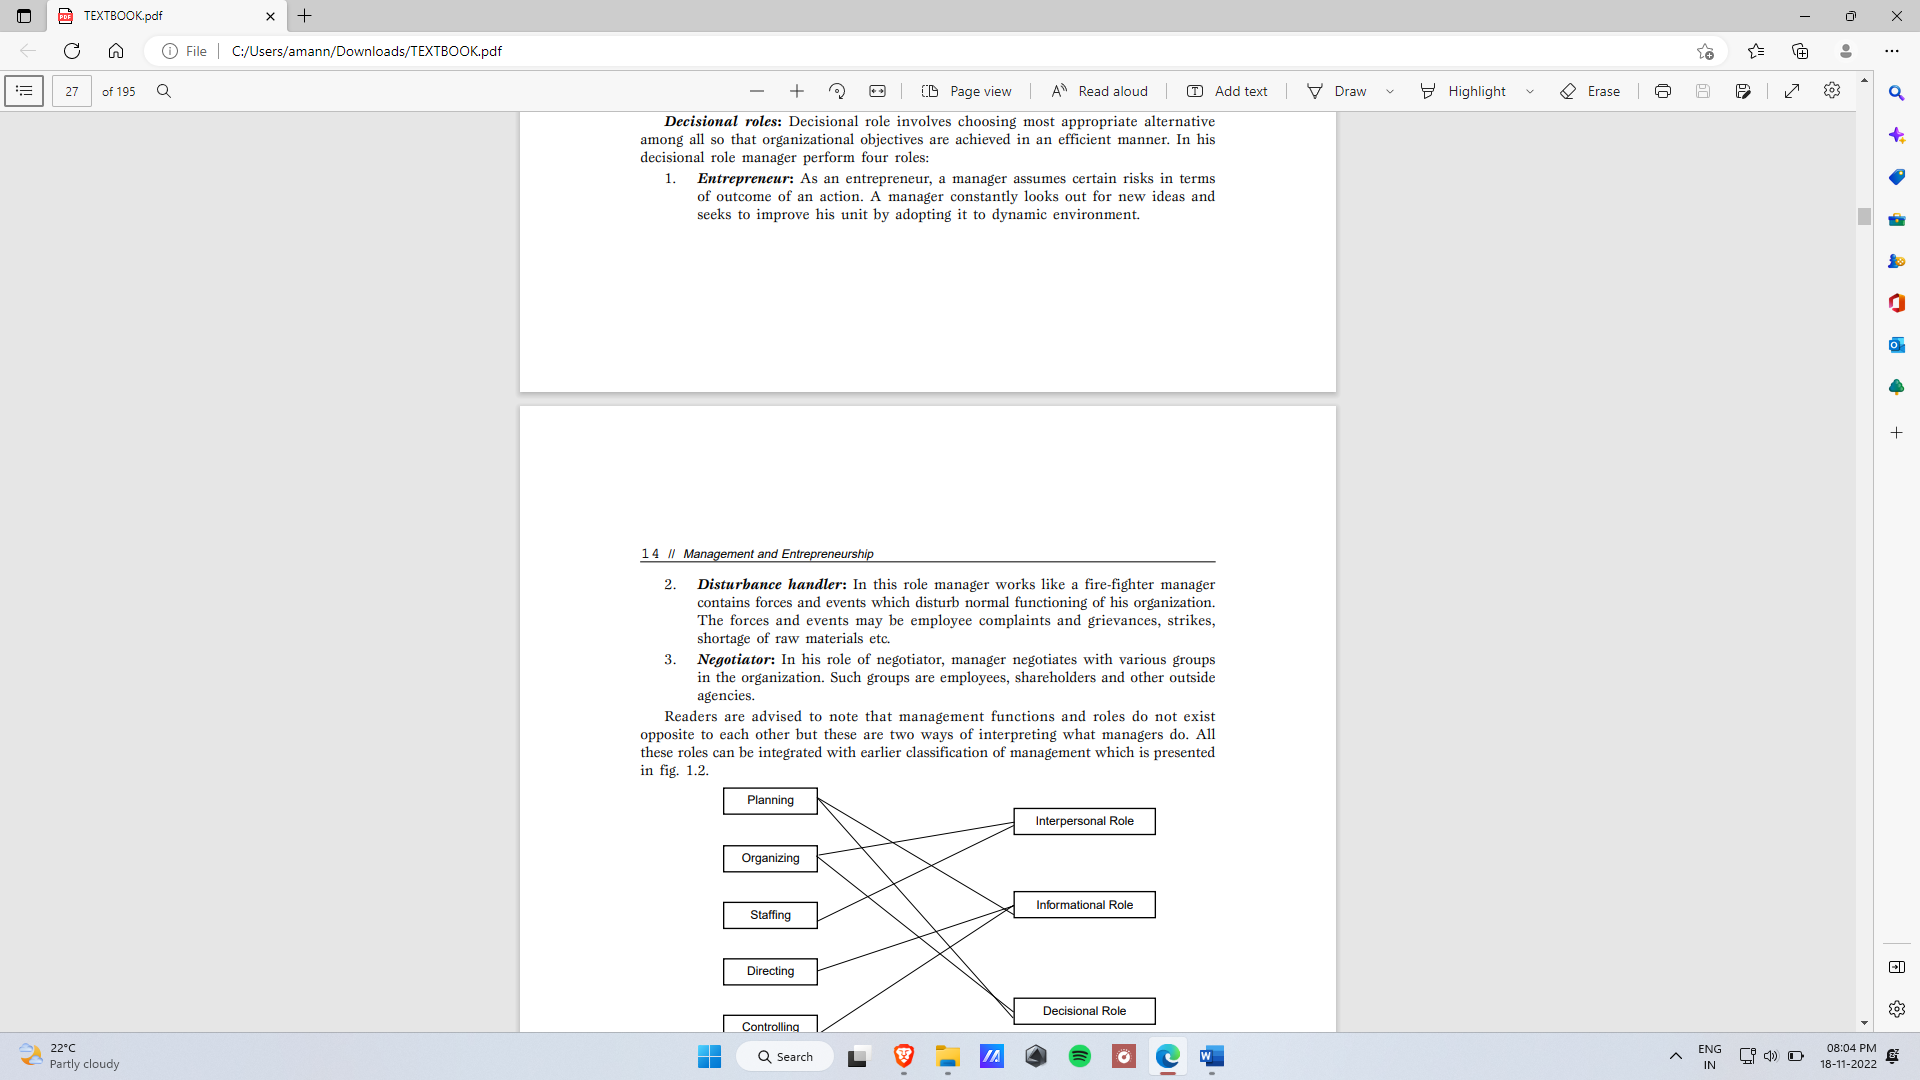 TEXTBOOK.pdf
File
C:/Users/amann/Downloads/TEXTBOOK.pdf
27 of 195
Page view
Read aloud
Add text
Draw
Highlight
Erase
Decisional roles: Decisional role involves choosing most appropriate alternative
among all so that organizational objectives are achieved in an efficient manner. In his
decisional role manager perform four roles:
1. Entrepreneur: As an entrepreneur, a manager assumes certain risks in terms
of outcome of an action. A manager constantly looks out for new ideas and
seeks to improve his unit by adopting it to dynamic environment.
14 // Management and Entrepreneurship
2. Disturbance handler: In this role manager works like a fire-fighter manager
contains forces and events which disturb normal functioning of his organization.
The forces and events may be employee complaints and grievances, strikes,
shortage of raw materials etc.
3. Negotiator: In his role of negotiator, manager negotiates with various groups
in the organization. Such groups are employees, shareholders and other outside
agencies.
Readers are advised to note that management functions and roles do not exist
opposite to each other but these are two ways of interpreting what managers do. All
these roles can be integrated with earlier classification of management which is presented
in fig. 1.2.
Planning
Interpersonal Role
Organizing
Informational Role
Staffing
Directing
Decisional Role
Controlling
22°C
Partly cloudy
Search
ENG
IN
08:04 PM
18-11-2022